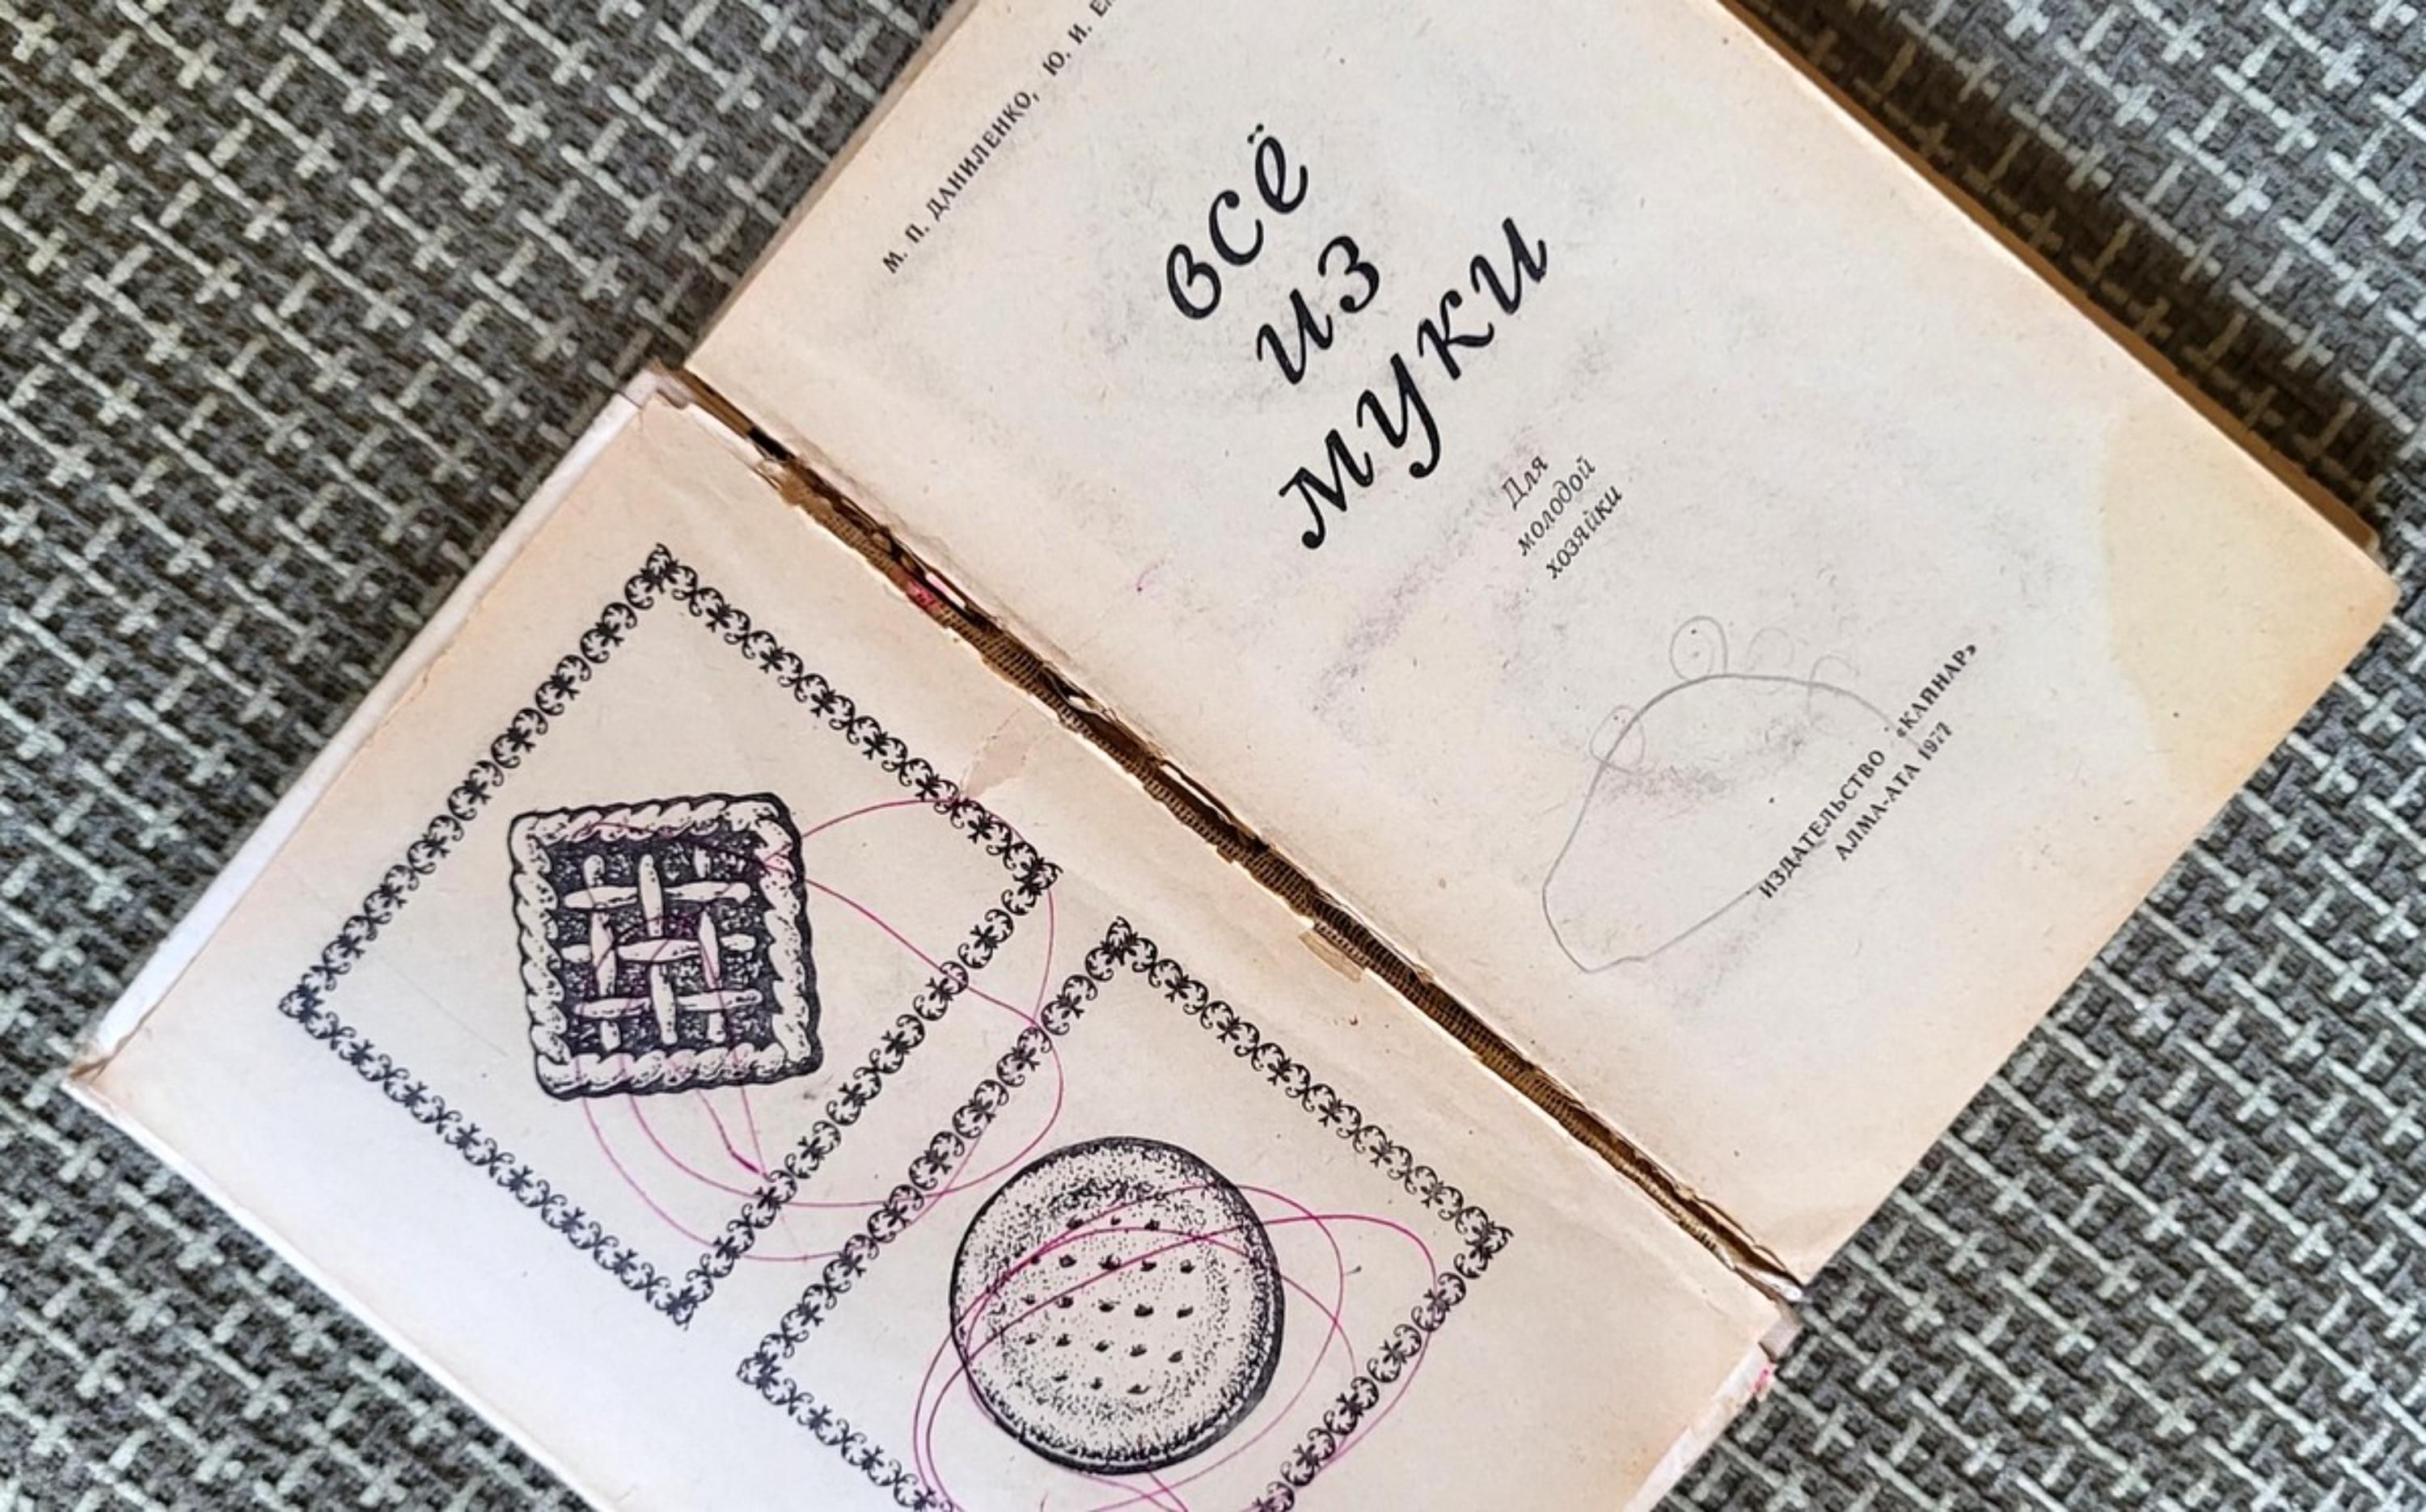 М. П. ДАНИЛЕНКО, Ю. И.
всё
из
муки
Для
молодой
хозяйки
ИЗДАТЕЛЬСТВО «КАЙНАР»
АЛМА-АТА 1977